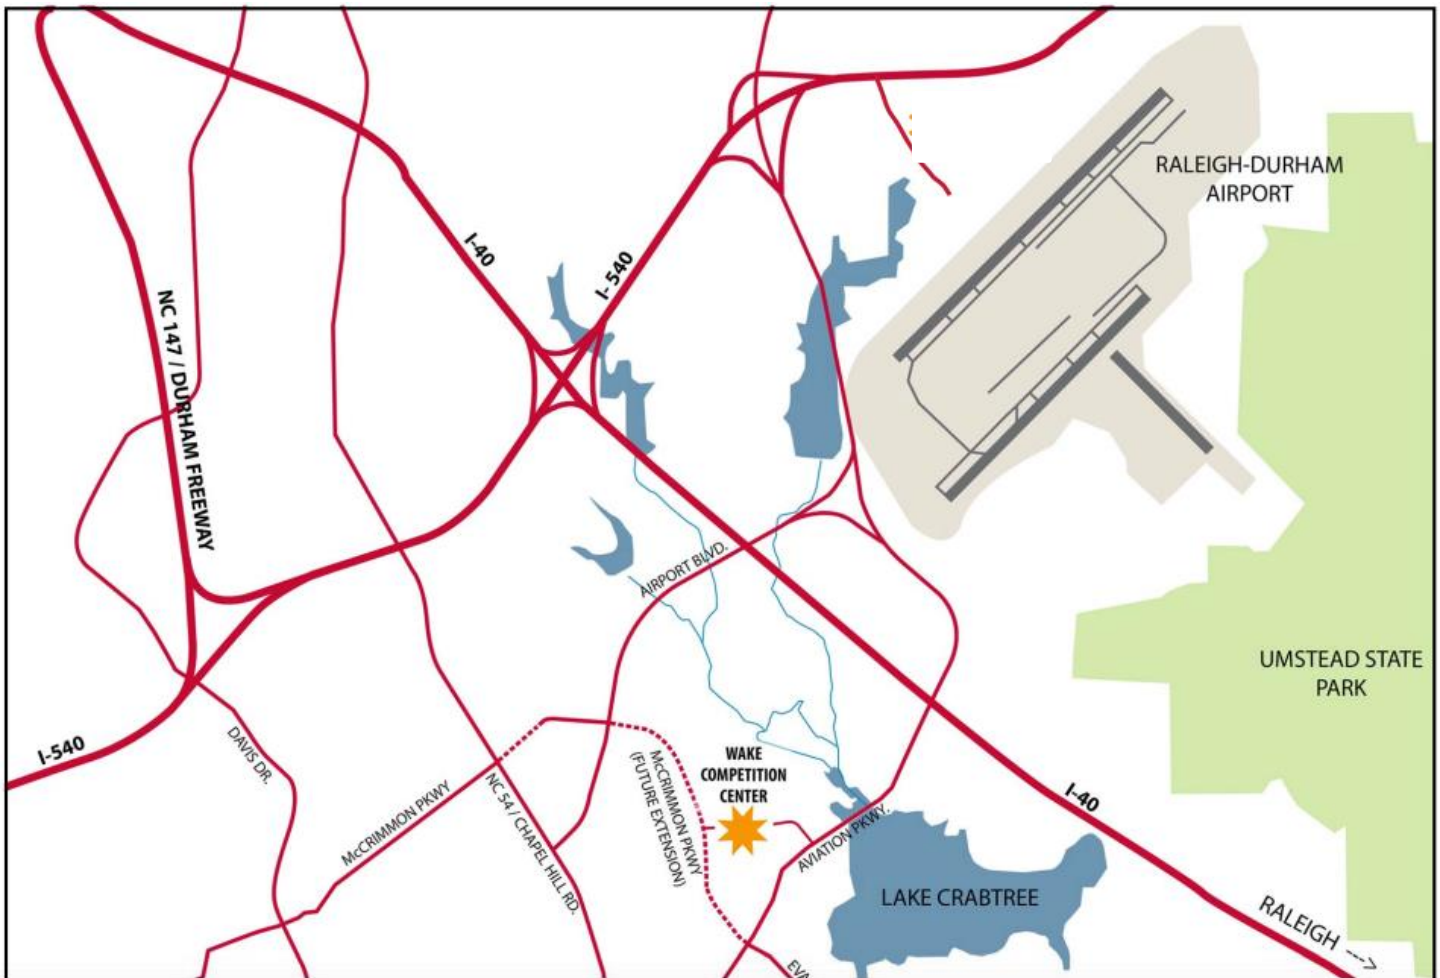 RALEIGH-DURHAM
AIRPORT
I-40
I-540
NC 147 / DURHAM FREEWAY
AIRPORT BLVD.
UMSTEAD STATE
PARK
I-540
DAVIS DR.
McCRIMMON PKWY
NC 54 / CHAPEL HILL RD.
McCRIMMON PKWY
(FUTURE EXTENSION)
WAKE
COMPETITION
CENTER
AVIATION PKWY.
I-40
LAKE CRABTREE
RALEIGH --->
EVA